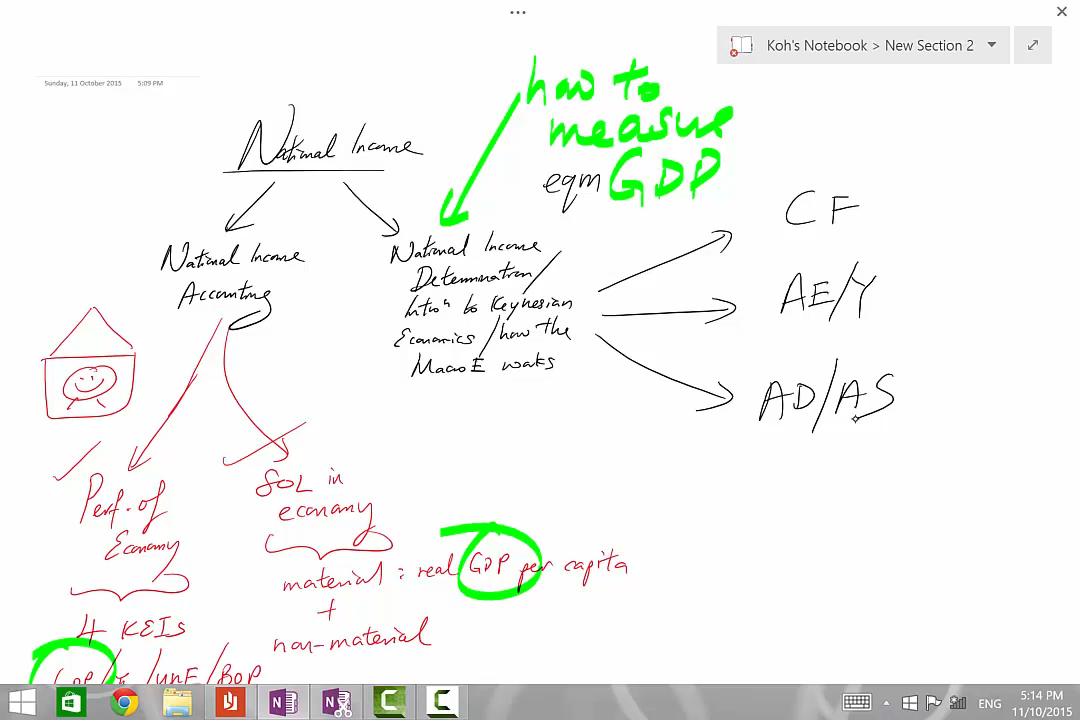 Koh's Notebook > New Section 2
Sunday, 11 October 2015 5:09 PM
how to
measure
eqm GDP
National Income
National Income
Accounting
National Income
Determination/
Intro" to Keynesian
Economics/how the
MacroE works
CF
AE/Y
AD/AS
Perf. of
Economy
4 KEIs
GDP/π/unE/BOP
SOL in
economy
material : real GDP per capita
+
non-material
ENG
5:14 PM
11/10/2015